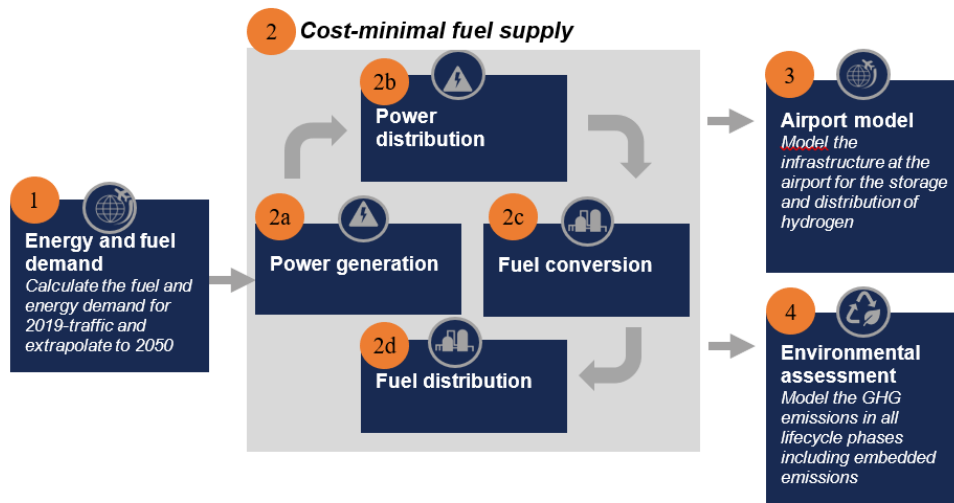 1
Energy and fuel
demand
Calculate the fuel and
energy demand for
2019-traffic and
extrapolate to 2050
2 Cost-minimal fuel supply
2a
Power generation
2b
Power
distribution
2c
Fuel conversion
2d
Fuel distribution
3
Airport model
Model the
infrastructure at the
airport for the storage
and distribution of
hydrogen
4
Environmental
assessment
Model the GHG
emissions in all
lifecycle phases
including embedded
emissions